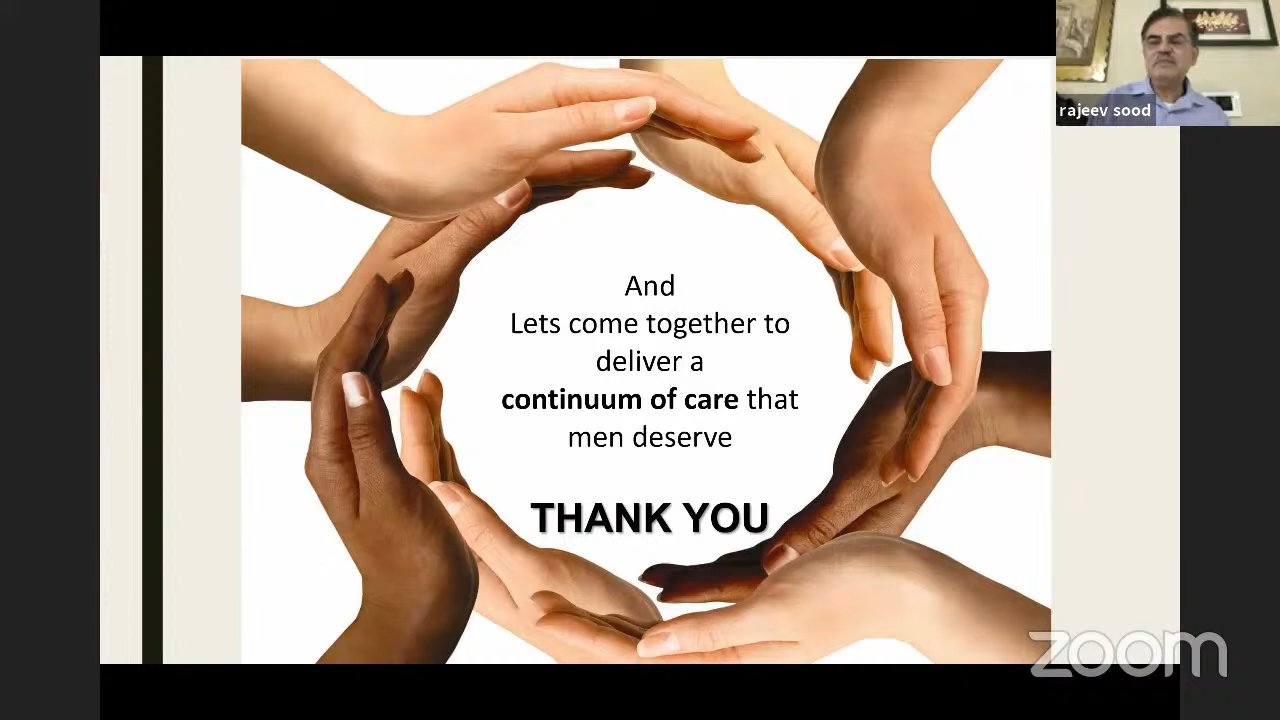 rajeev sood
And
Lets come together to
deliver a
continuum of care that
men deserve
THANK YOU
zoom